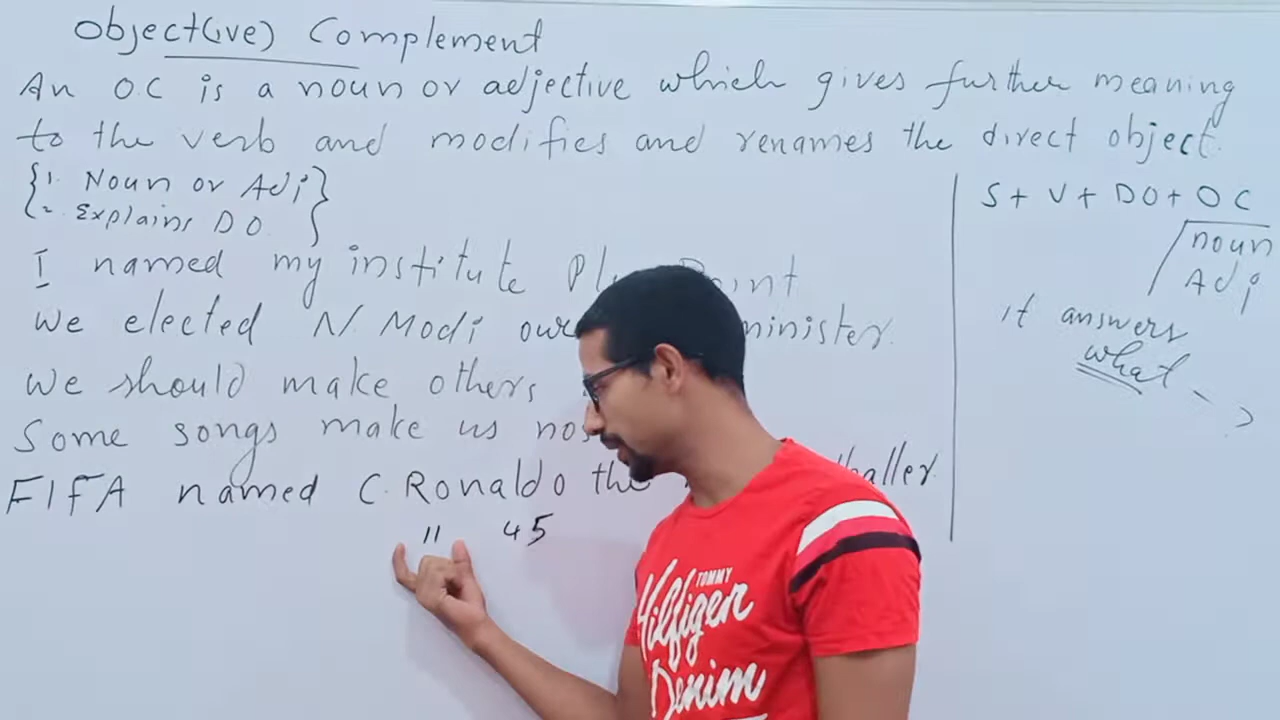 Object(ive) Complement
An OC is a noun or adjective which gives further meaning
to the verb and modifies and renames the direct object.
1. Noun or Adj
2. Explains DO
I named my institute
We elected N. Modi our minister.
We should make others
Some songs make us
FIFA named C. Ronaldo the
11 45
S + V + DO + OC
noun
Adj
it answers
what
TOMMY
Hilfiger
Denim